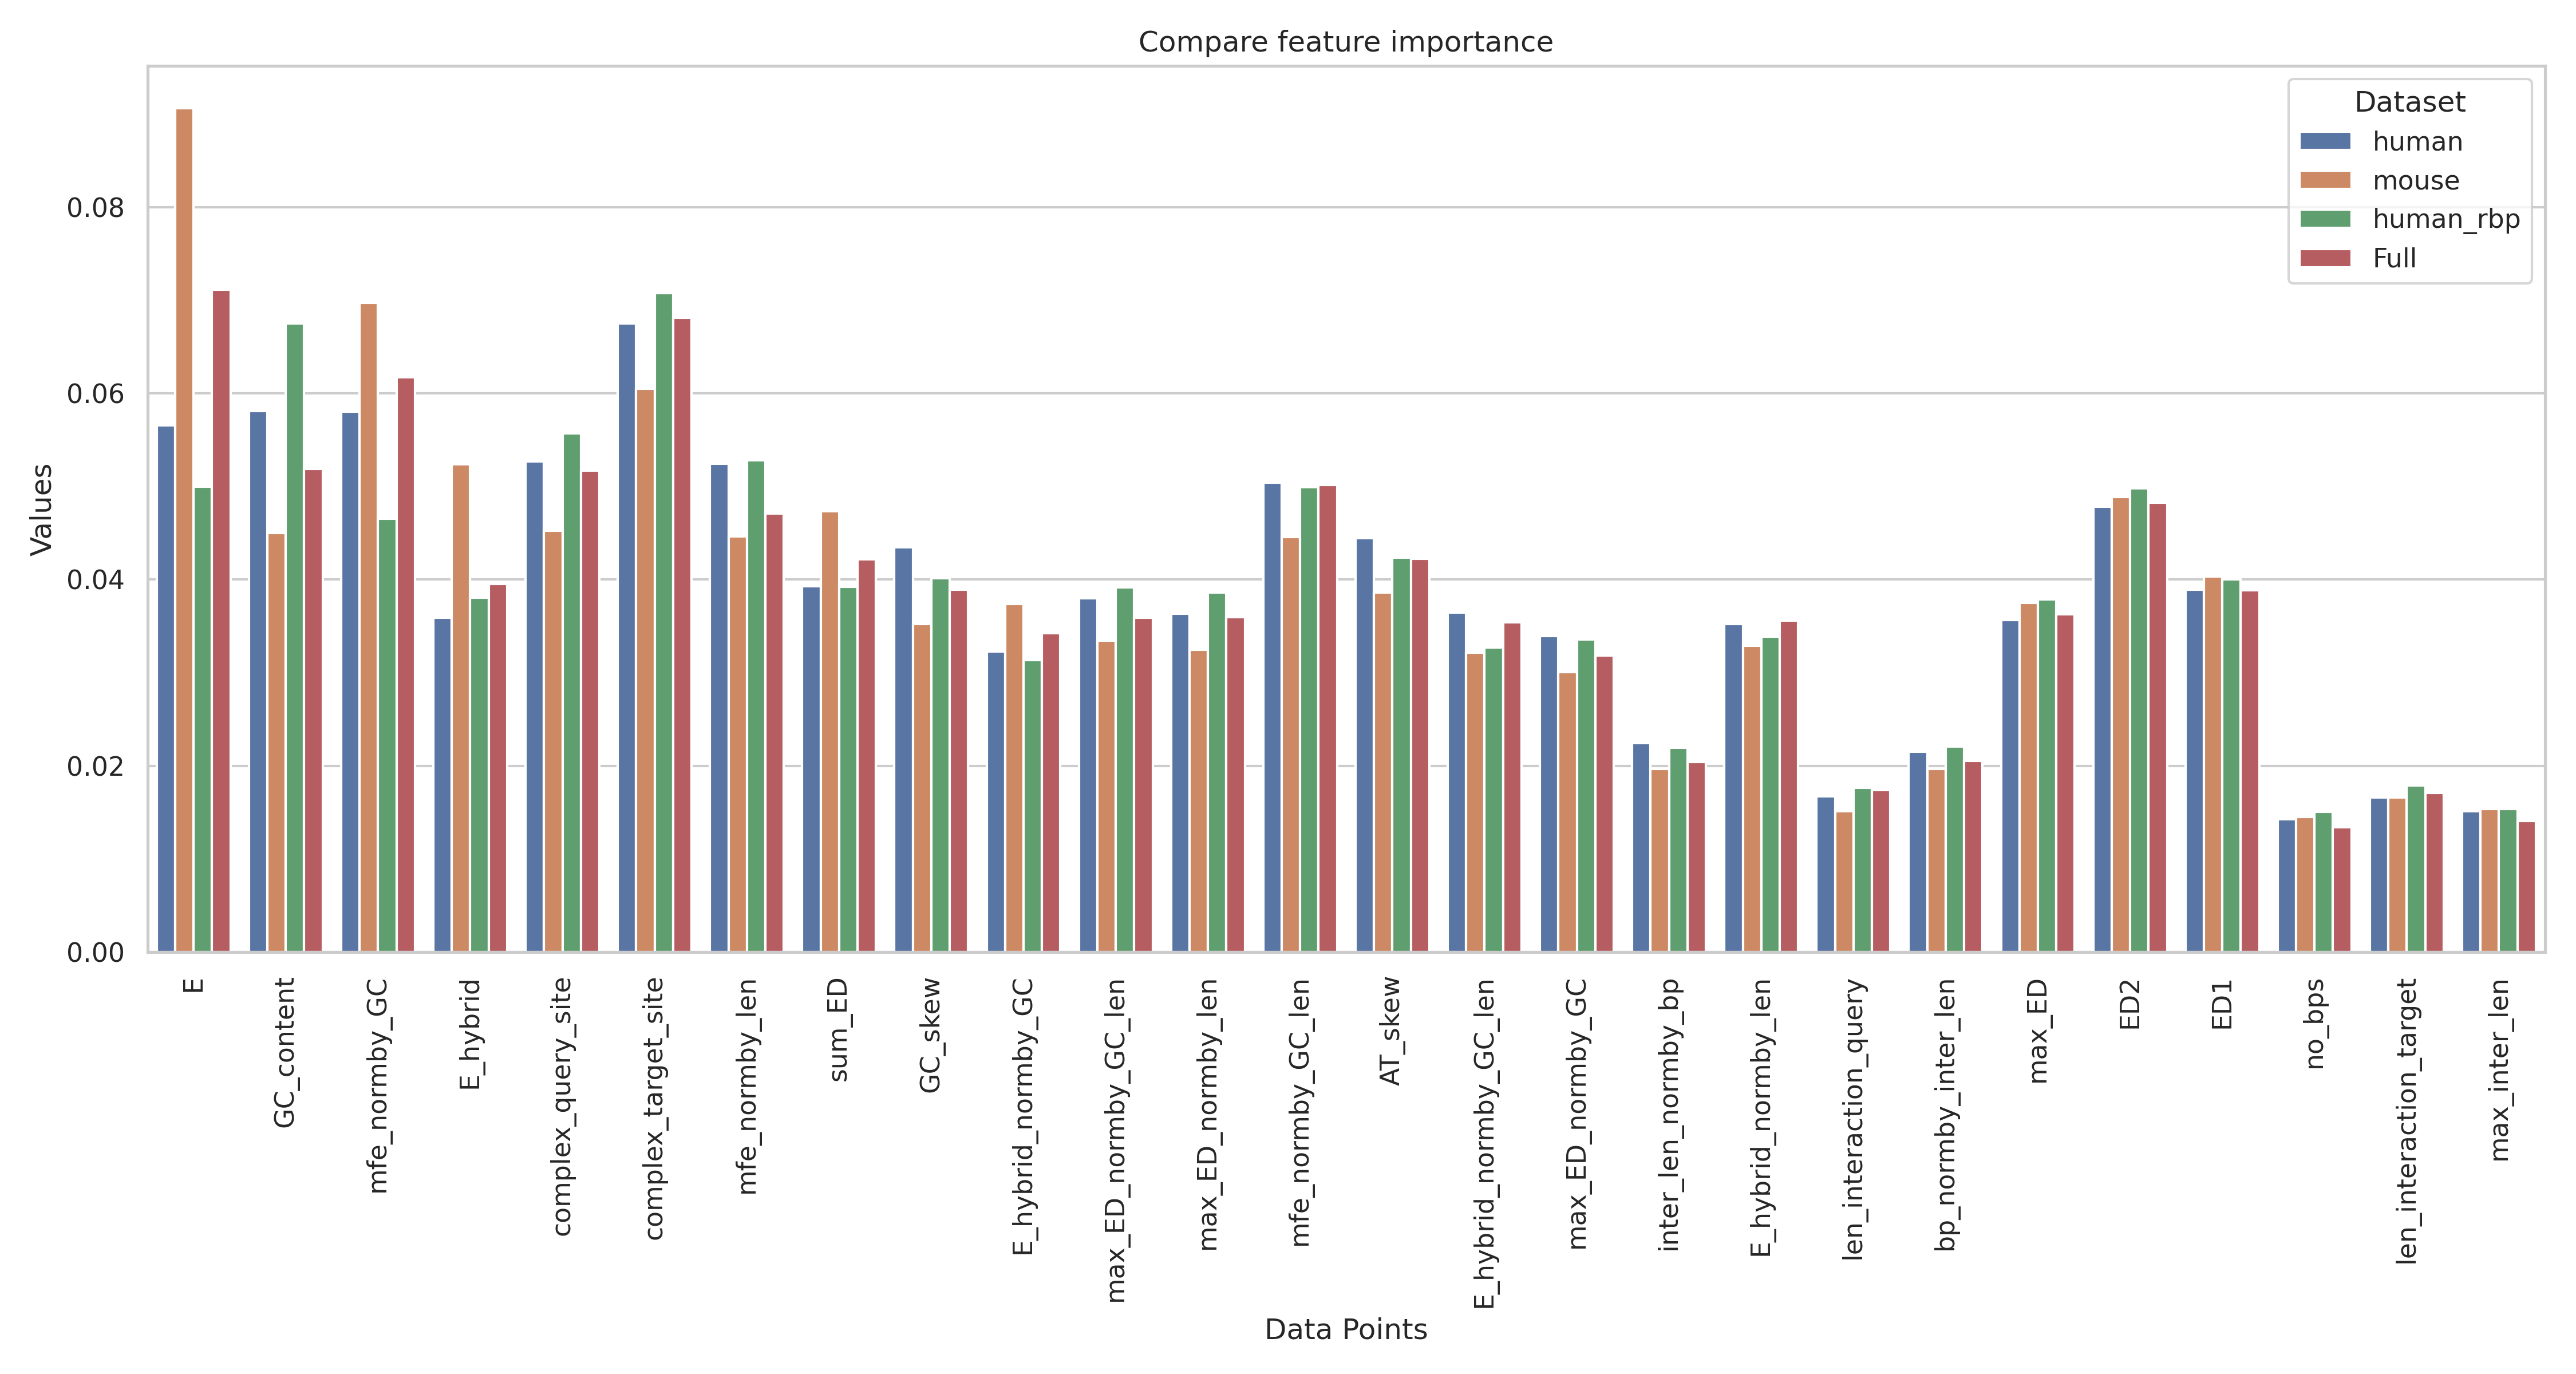 Compare feature importance
Dataset
human
mouse
human_rbp
Full
Values
0.08
0.06
0.04
0.02
0.00
E
GC_content
mfe_normby_GC
E_hybrid
complex_query_site
complex_target_site
mfe_normby_len
sum_ED
GC_skew
E_hybrid_normby_GC
max_ED_normby_GC_len
max_ED_normby_len
mfe_normby_GC_len
AT_skew
E_hybrid_normby_GC_len
max_ED_normby_GC
inter_len_normby_bp
E_hybrid_normby_len
len_interaction_query
bp_normby_inter_len
max_ED
ED2
ED1
no_bps
len_interaction_target
max_inter_len
Data Points